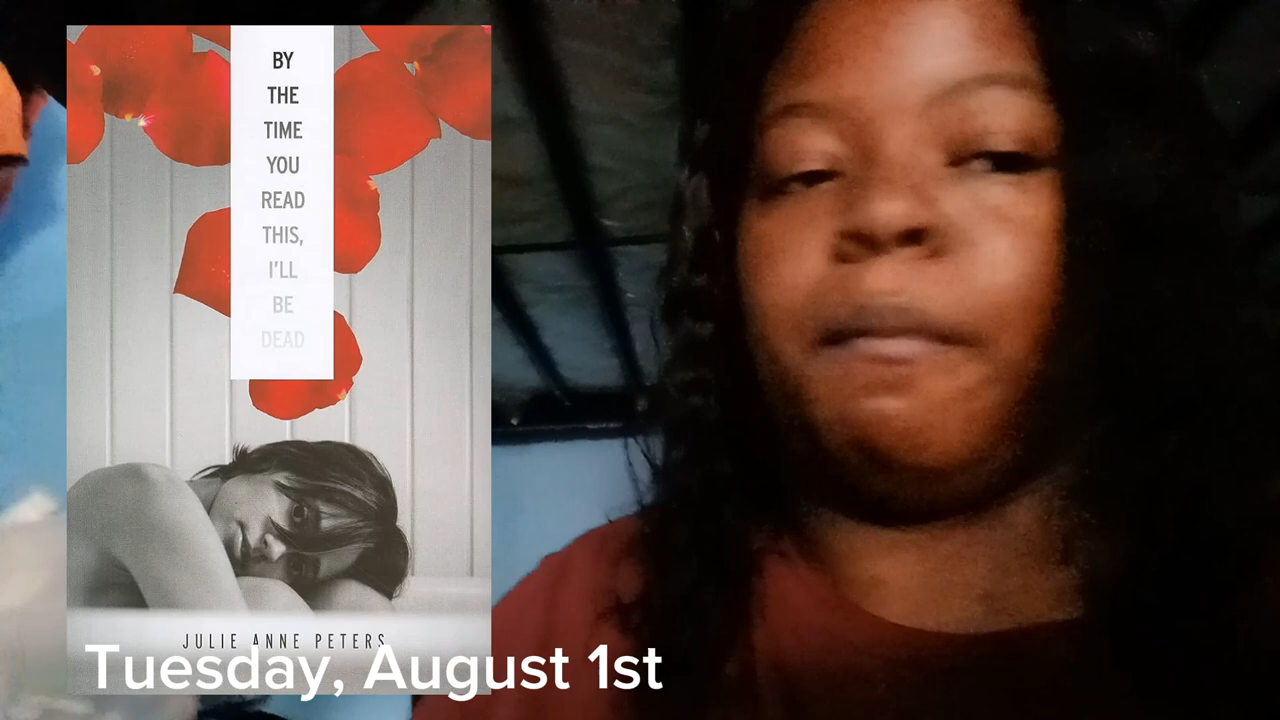 BY
THE
TIME
YOU
READ
THIS,
I'LL
BE
DEAD
JULIE ANNE PETERS
Tuesday, August 1st